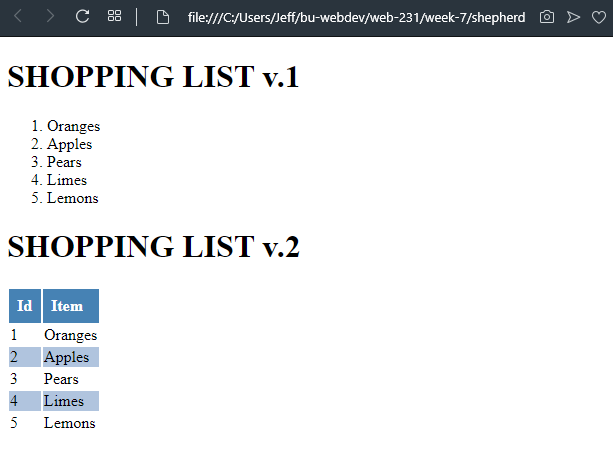 file:///C:/Users/Jeff/bu-webdev/web-231/week-7/shepherd
SHOPPING LIST v.1
1. Oranges
2. Apples
3. Pears
4. Limes
5. Lemons
SHOPPING LIST v.2
Id Item
1 Oranges
2 Apples
3 Pears
4 Limes
5 Lemons